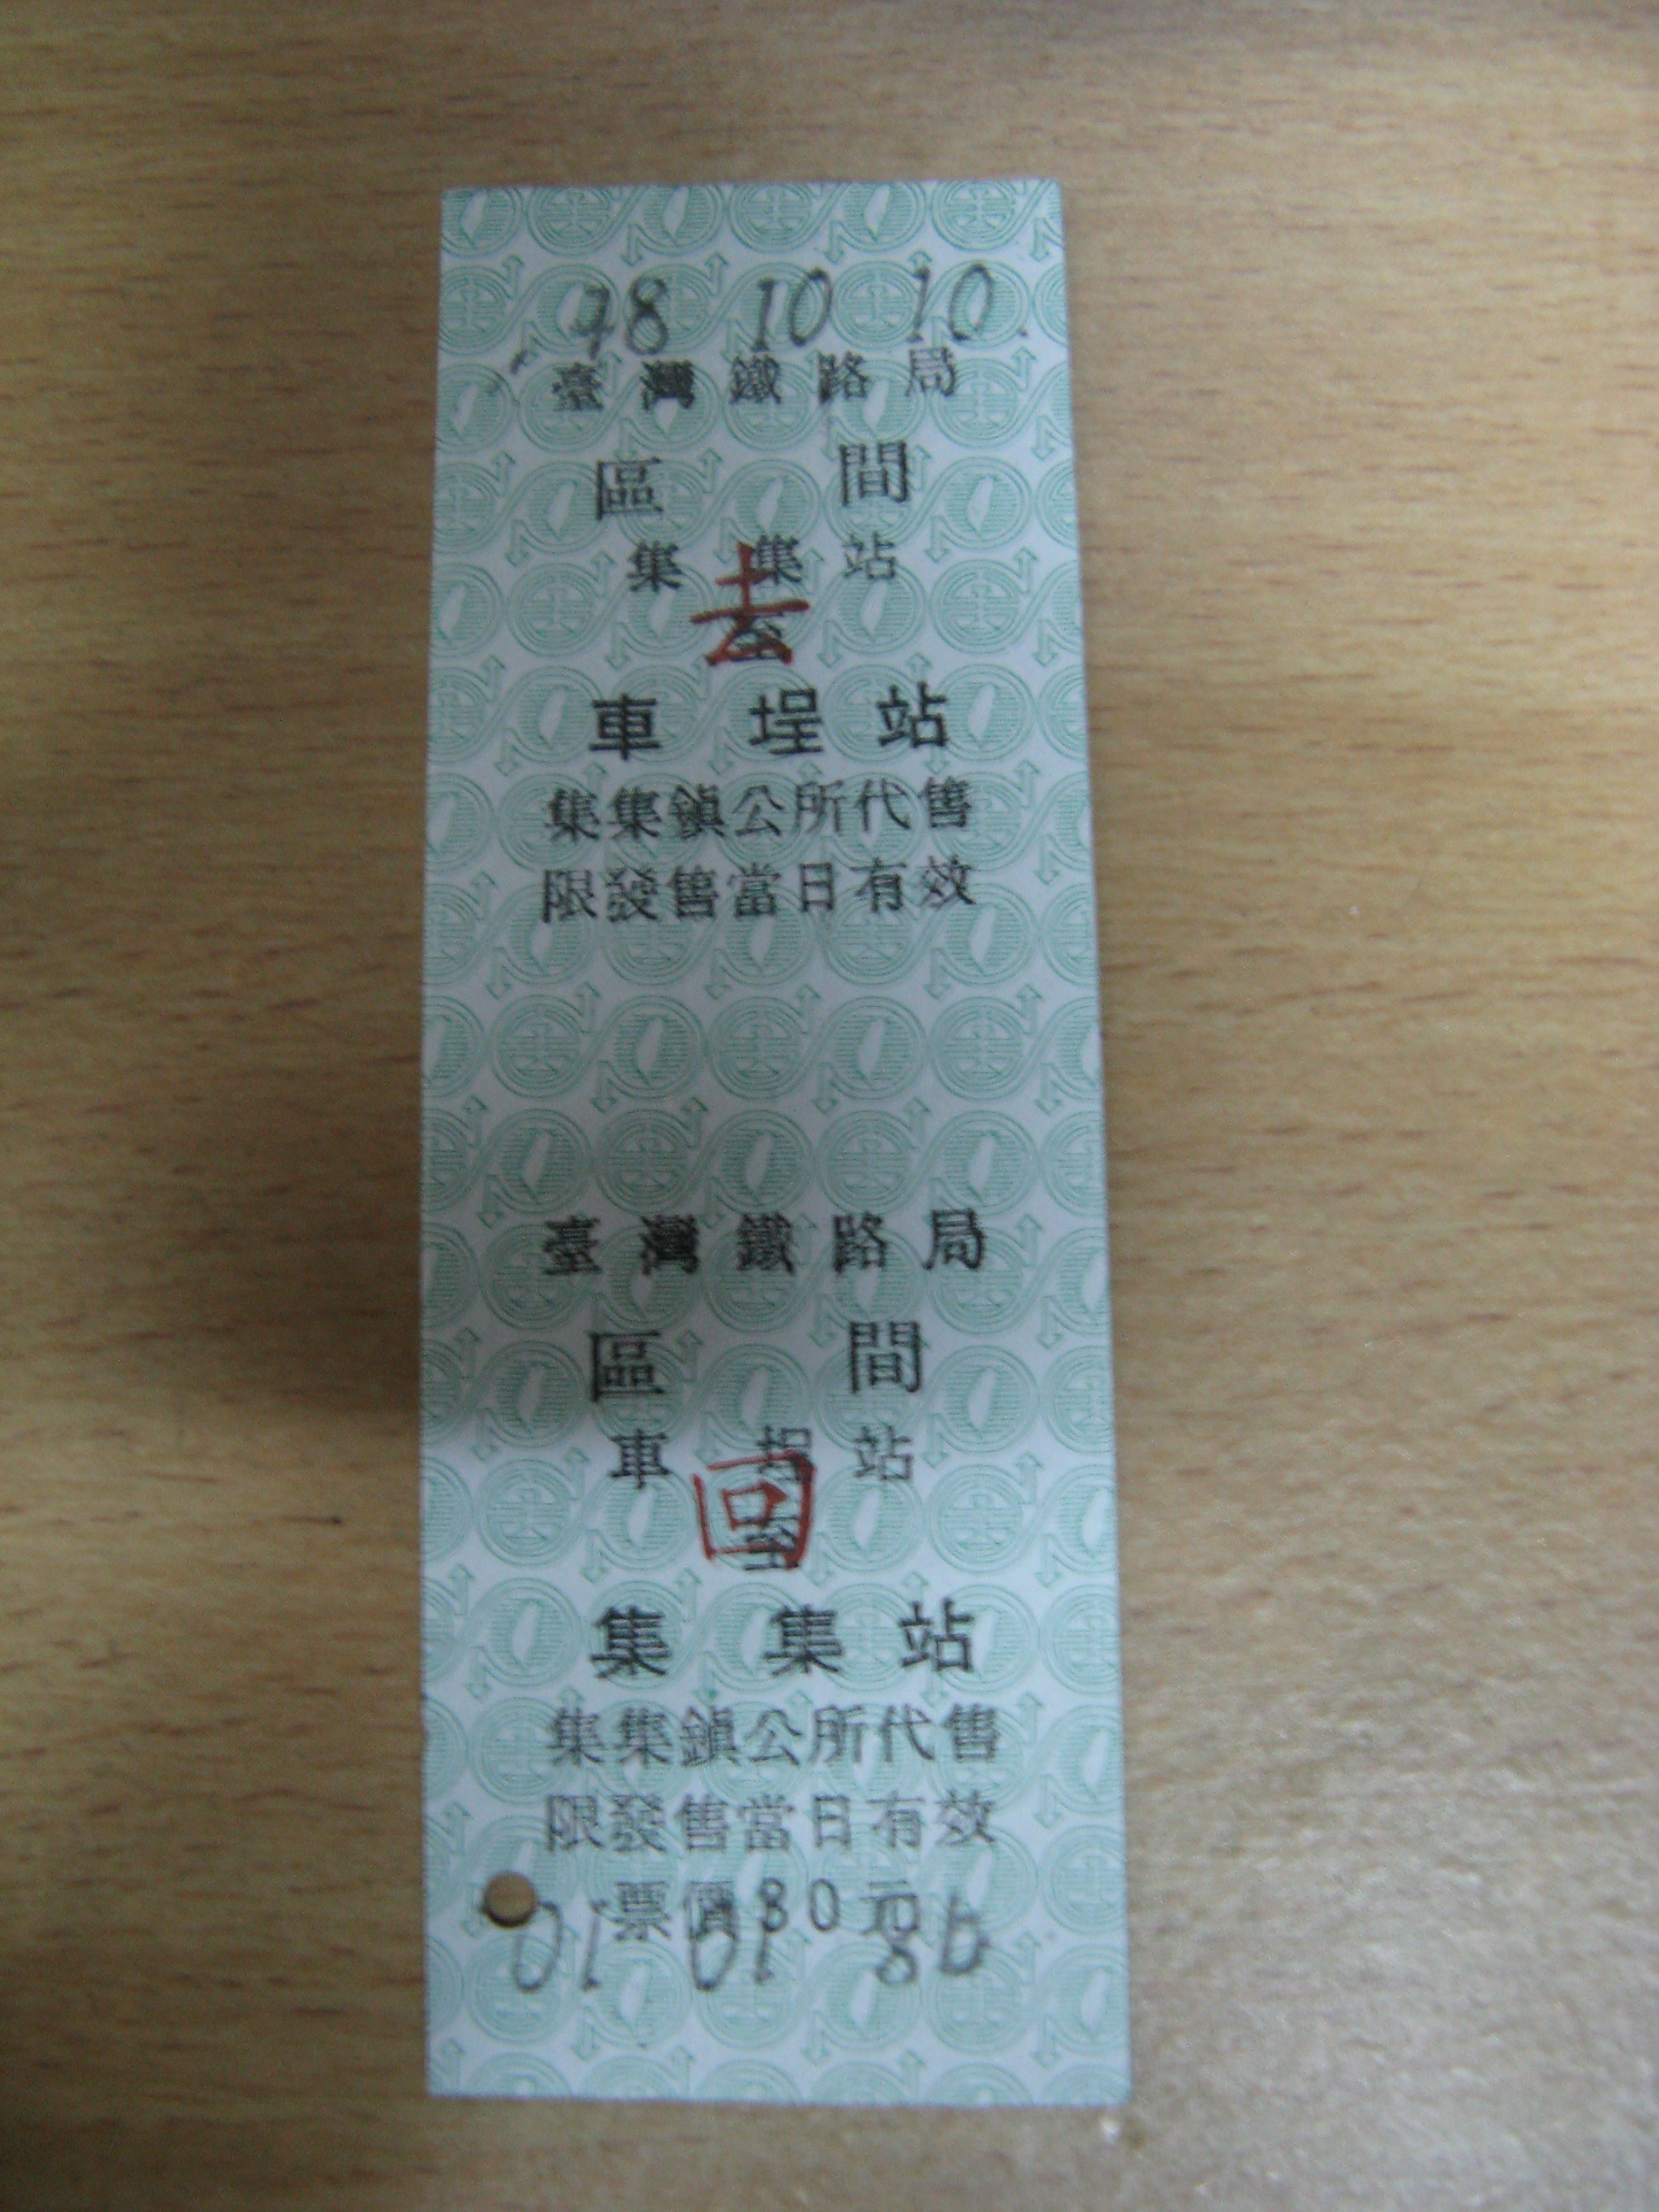 98 10 10.
臺灣鐵路局
區 間
集 集 站
去
至
車 埕 站
集集鎮公所代售
限發售當日有效
臺灣鐵路局
區 間
車 埕 站
回
至
集 集 站
集集鎮公所代售
限發售當日有效
票價80元
98 10 10